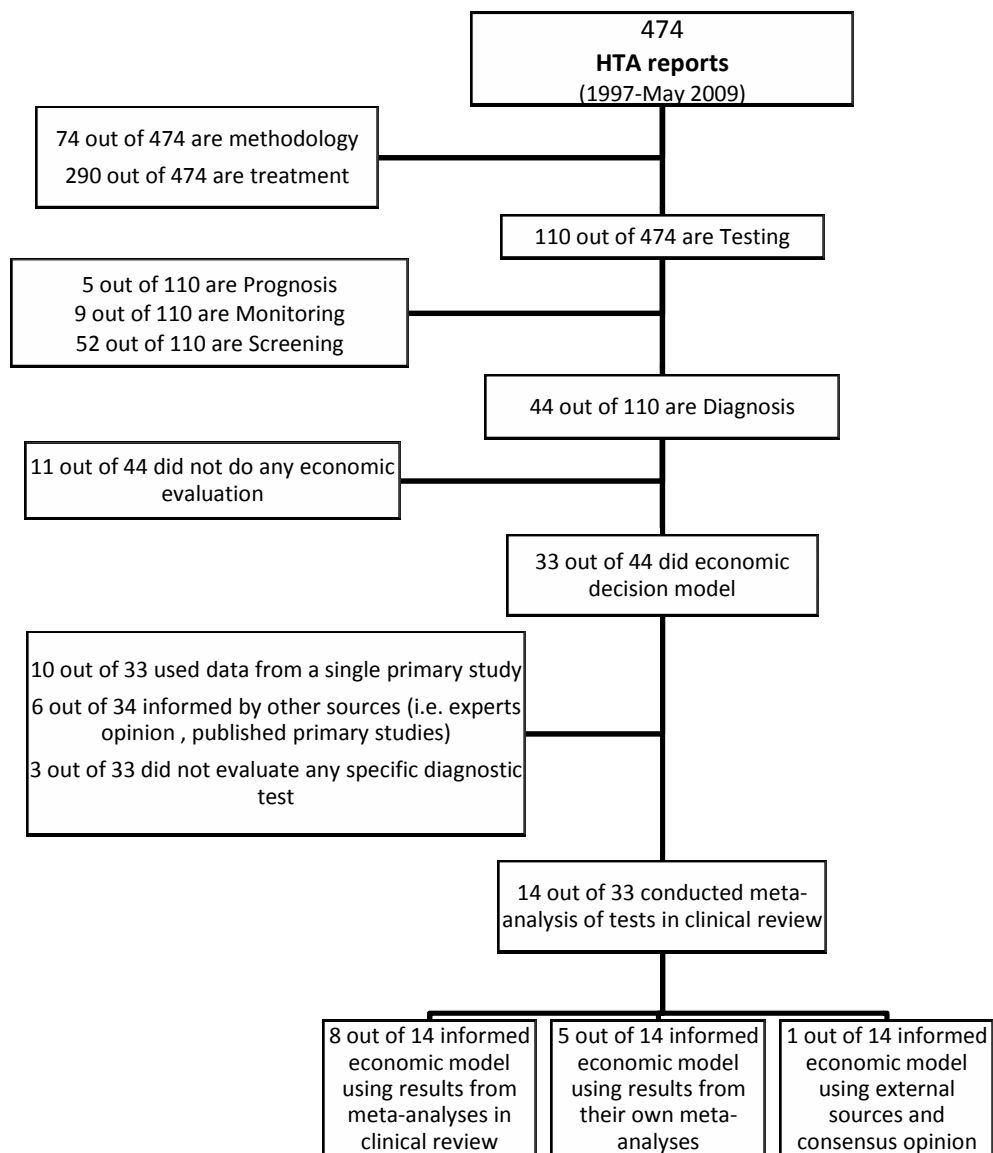 474
HTA reports
(1997-May 2009)
74 out of 474 are methodology
290 out of 474 are treatment
110 out of 474 are Testing
5 out of 110 are Prognosis
9 out of 110 are Monitoring
52 out of 110 are Screening
44 out of 110 are Diagnosis
11 out of 44 did not do any economic
evaluation
33 out of 44 did economic
decision model
10 out of 33 used data from a single primary study
6 out of 34 informed by other sources (i.e. experts
opinion , published primary studies)
3 out of 33 did not evaluate any specific diagnostic
test
14 out of 33 conducted meta-
analysis of tests in clinical review
8 out of 14 informed
economic model
using results from
meta-analyses in
clinical review
5 out of 14 informed
economic model
using results from
their own meta-
analyses
1 out of 14 informed
economic model
using external
sources and
consensus opinion